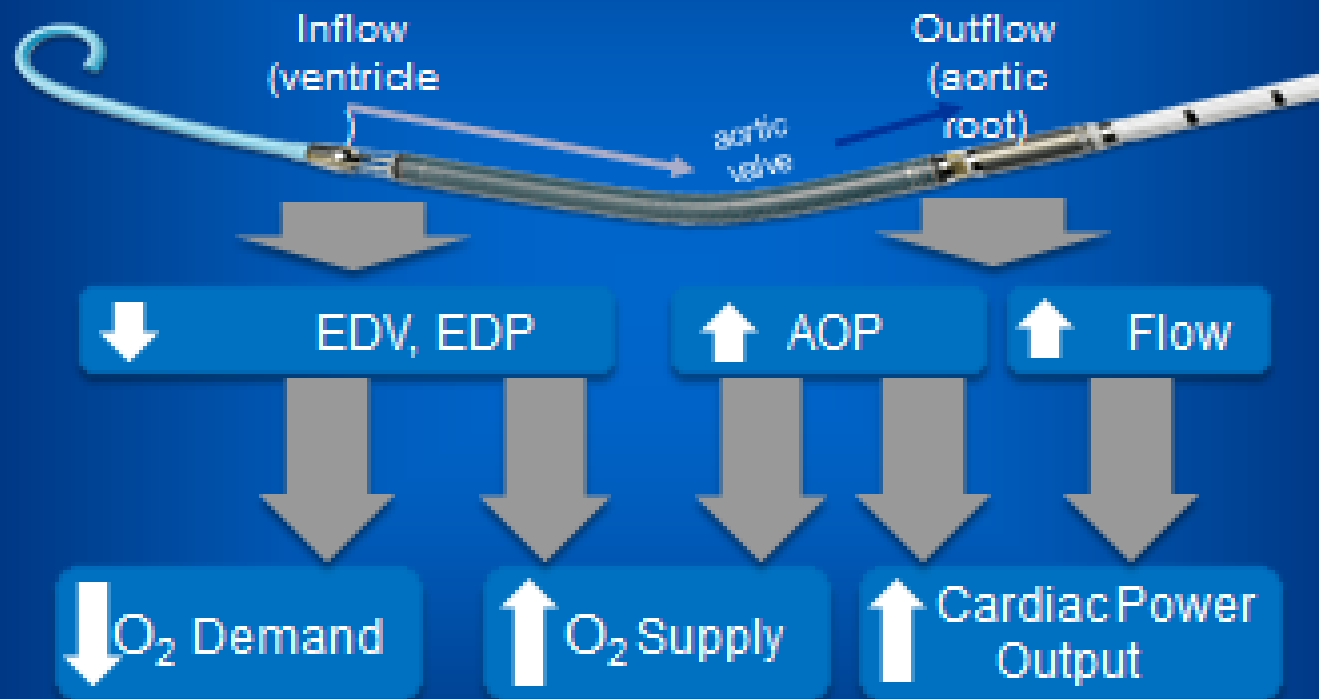 Inflow
(ventricle
)
Outflow
(aortic
root)
aortic
valve
EDV, EDP
AOP
Flow
O₂ Demand
O₂ Supply
Cardiac Power
Output